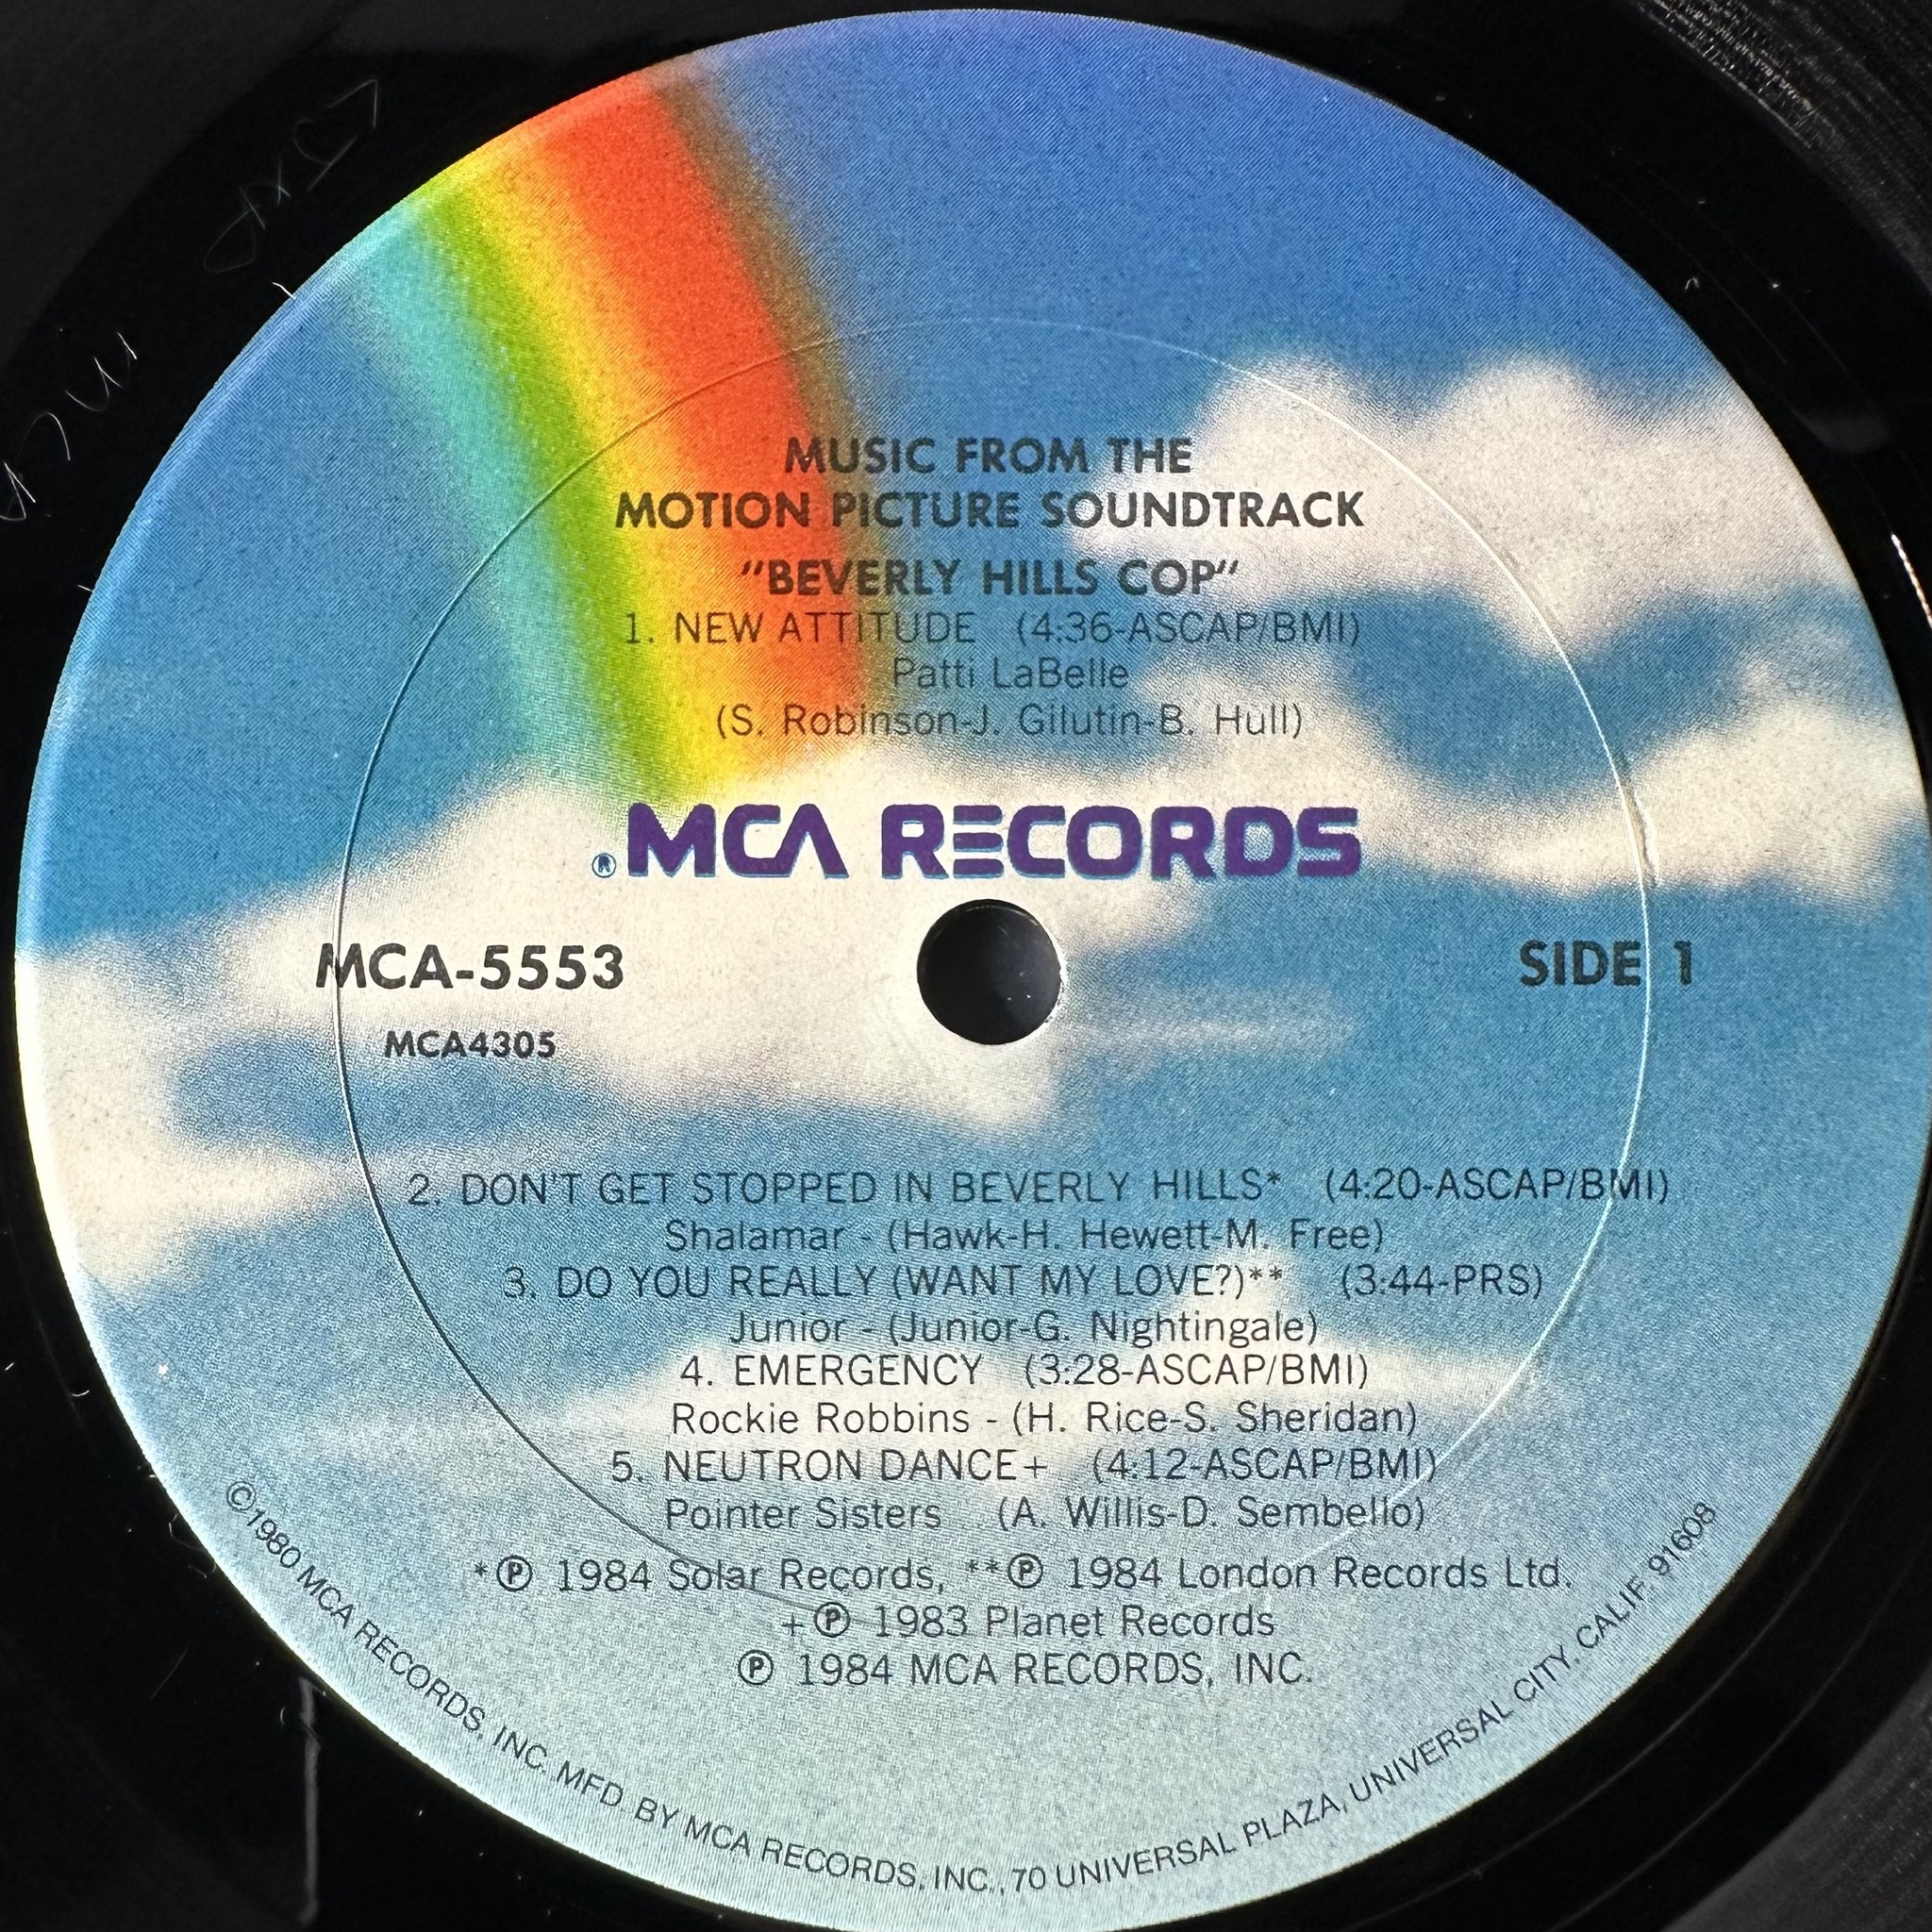 MUSIC FROM THE
MOTION PICTURE SOUNDTRACK
"BEVERLY HILLS COP"
1. NEW ATTITUDE (4:36-ASCAP/BMI)
Patti LaBelle
(S. Robinson-J. Gilutin-B. Hull)
®MCA RECORDS
MCA-5553
SIDE 1
MCA4305
2. DON'T GET STOPPED IN BEVERLY HILLS* (4:20-ASCAP/BMI)
Shalamar - (Hawk-H. Hewett-M. Free)
3. DO YOU REALLY (WANT MY LOVE?)** (3:44-PRS)
Junior - (Junior-G. Nightingale)
4. EMERGENCY (3:28-ASCAP/BMI)
Rockie Robbins - (H. Rice-S. Sheridan)
5. NEUTRON DANCE+ (4:12-ASCAP/BMI)
Pointer Sisters (A. Willis-D. Sembello)
*℗ 1984 Solar Records, **℗ 1984 London Records Ltd.
+℗ 1983 Planet Records
℗ 1984 MCA RECORDS, INC.
©1980 MCA RECORDS, INC. MFD. BY MCA RECORDS, INC., 70 UNIVERSAL PLAZA, UNIVERSAL CITY, CALIF. 91608